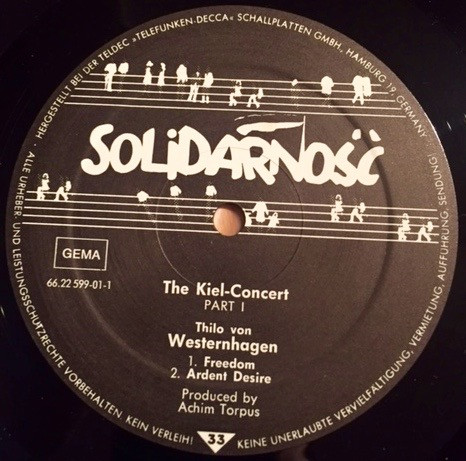 HERGESTELLT BEI DER TELDEC »TELEFUNKEN-DECCA« SCHALLPLATTEN GMBH, HAMBURG 19, GERMANY
SOLiDARNOŚĆ
GEMA
66.22 599-01-1
The Kiel-Concert
PART I
Thilo von
Westernhagen
1. Freedom
2. Ardent Desire
Produced by
Achim Torpus
33
ALLE URHEBER- UND LEISTUNGSSCHUTZRECHTE VORBEHALTEN. KEIN VERLEIH! KEINE UNERLAUBTE VERVIELFÄLTIGUNG, VERMIETUNG, AUFFÜHRUNG, SENDUNG!